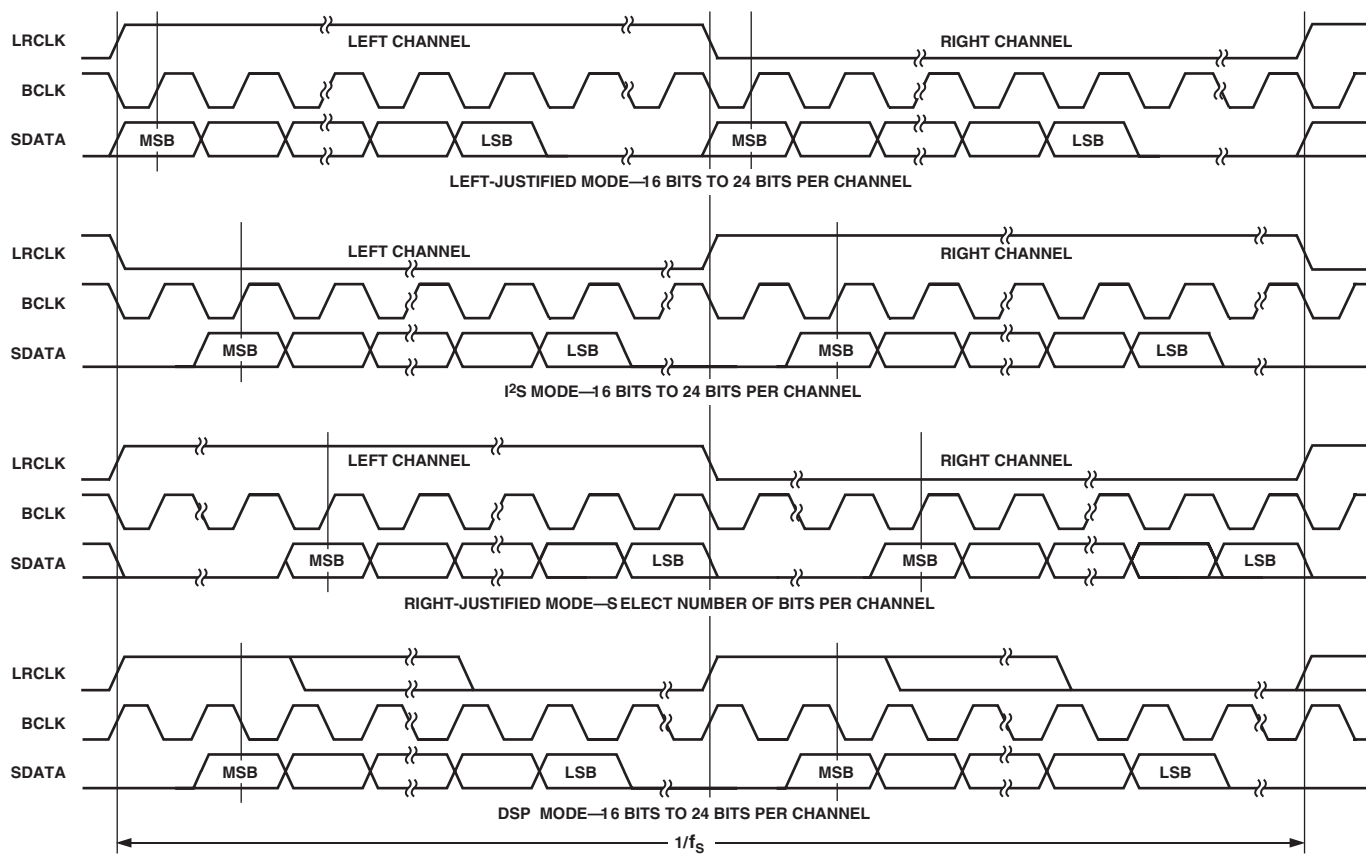 LRCLK
LEFT CHANNEL
RIGHT CHANNEL
BCLK
SDATA
MSB
LSB
MSB
LSB
LEFT-JUSTIFIED MODE—16 BITS TO 24 BITS PER CHANNEL
LRCLK
LEFT CHANNEL
RIGHT CHANNEL
BCLK
SDATA
MSB
LSB
MSB
LSB
I²S MODE—16 BITS TO 24 BITS PER CHANNEL
LRCLK
LEFT CHANNEL
RIGHT CHANNEL
BCLK
SDATA
MSB
LSB
MSB
LSB
RIGHT-JUSTIFIED MODE—SELECT NUMBER OF BITS PER CHANNEL
LRCLK
BCLK
SDATA
MSB
LSB
MSB
LSB
DSP MODE—16 BITS TO 24 BITS PER CHANNEL
1/fS